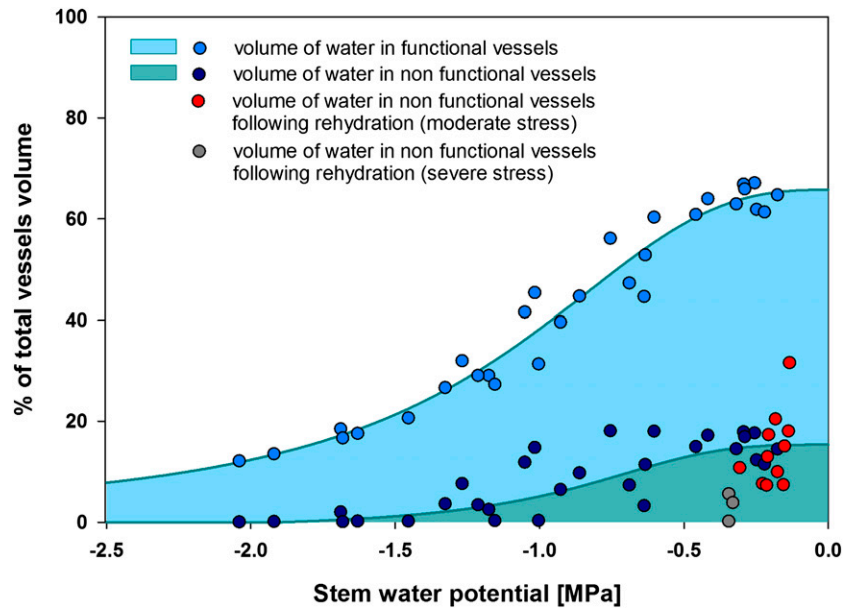 100
80
60
40
20
0
% of total vessels volume
volume of water in functional vessels
volume of water in non functional vessels
volume of water in non functional vessels
following rehydration (moderate stress)
volume of water in non functional vessels
following rehydration (severe stress)
-2.5 -2.0 -1.5 -1.0 -0.5 0.0
Stem water potential [MPa]